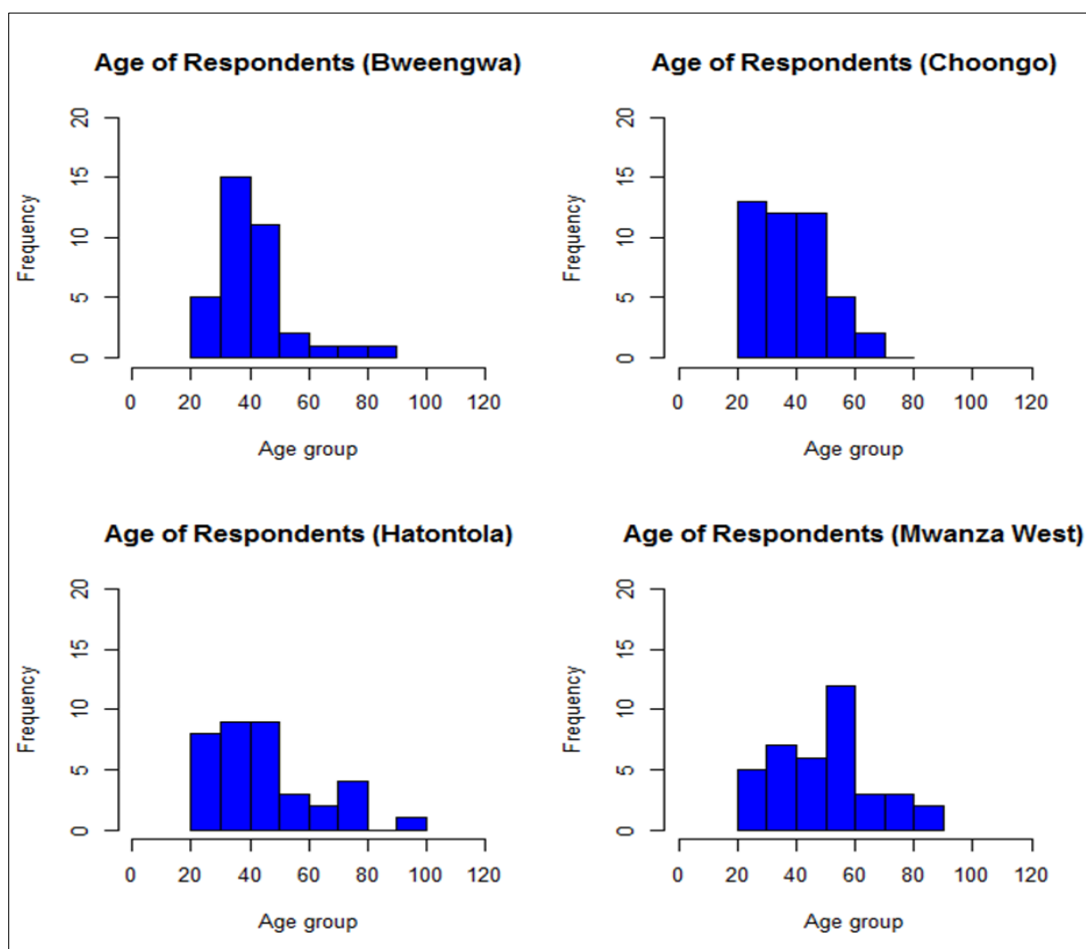 Age of Respondents (Bweengwa)
Frequency
0
5
10
15
20
0 20 40 60 80 100 120
Age group
Age of Respondents (Choongo)
Frequency
0
5
10
15
20
0 20 40 60 80 100 120
Age group
Age of Respondents (Hatontola)
Frequency
0
5
10
15
20
0 20 40 60 80 100 120
Age group
Age of Respondents (Mwanza West)
Frequency
0
5
10
15
20
0 20 40 60 80 100 120
Age group